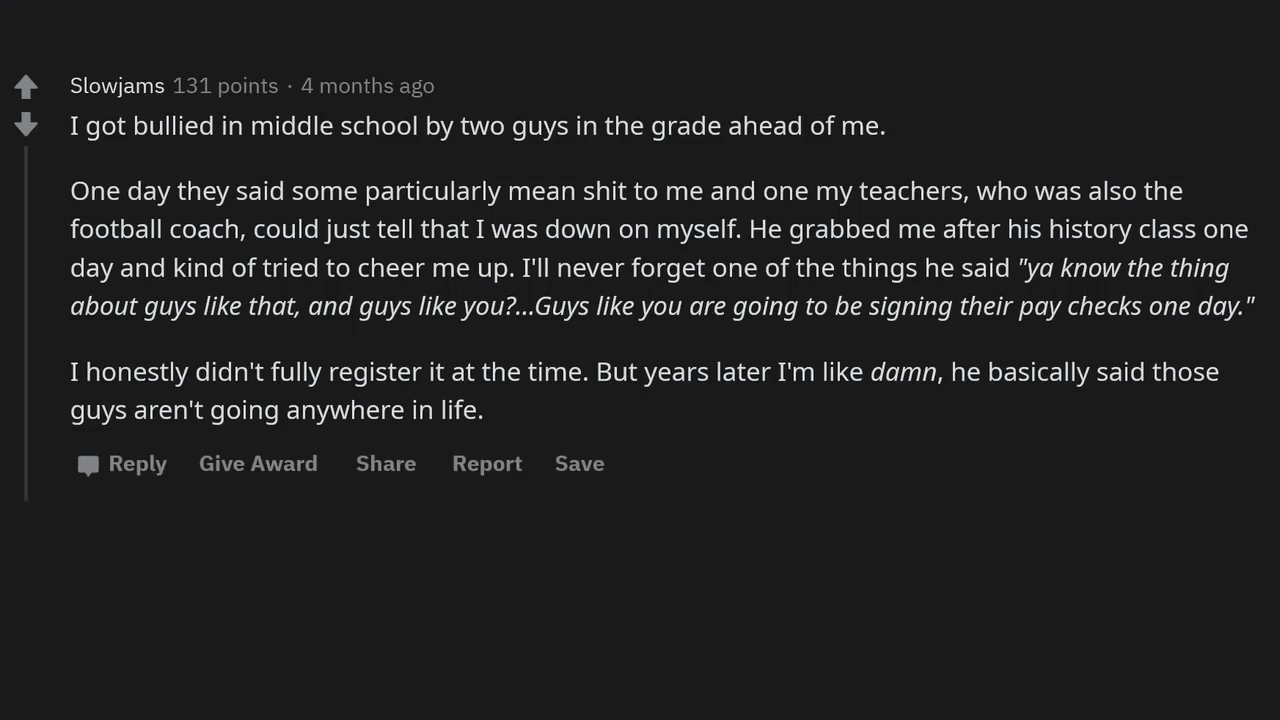 Slowjams 131 points · 4 months ago
I got bullied in middle school by two guys in the grade ahead of me.
One day they said some particularly mean shit to me and one my teachers, who was also the
football coach, could just tell that I was down on myself. He grabbed me after his history class one
day and kind of tried to cheer me up. I'll never forget one of the things he said "ya know the thing
about guys like that, and guys like you?...Guys like you are going to be signing their pay checks one day."
I honestly didn't fully register it at the time. But years later I'm like damn, he basically said those
guys aren't going anywhere in life.
Reply Give Award Share Report Save